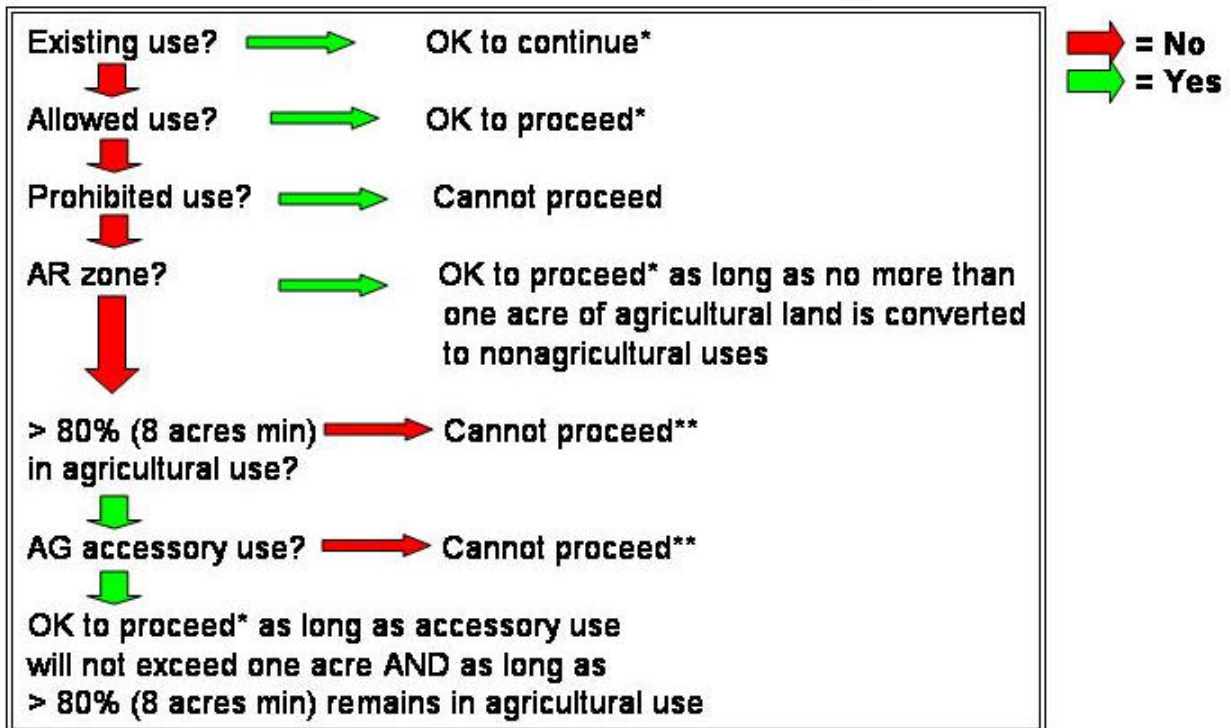 Existing use? OK to continue*
Allowed use? OK to proceed*
Prohibited use? Cannot proceed
AR zone? OK to proceed* as long as no more than
one acre of agricultural land is converted
to nonagricultural uses
> 80% (8 acres min) Cannot proceed**
in agricultural use?
AG accessory use? Cannot proceed**
OK to proceed* as long as accessory use
will not exceed one acre AND as long as
> 80% (8 acres min) remains in agricultural use
= No
= Yes